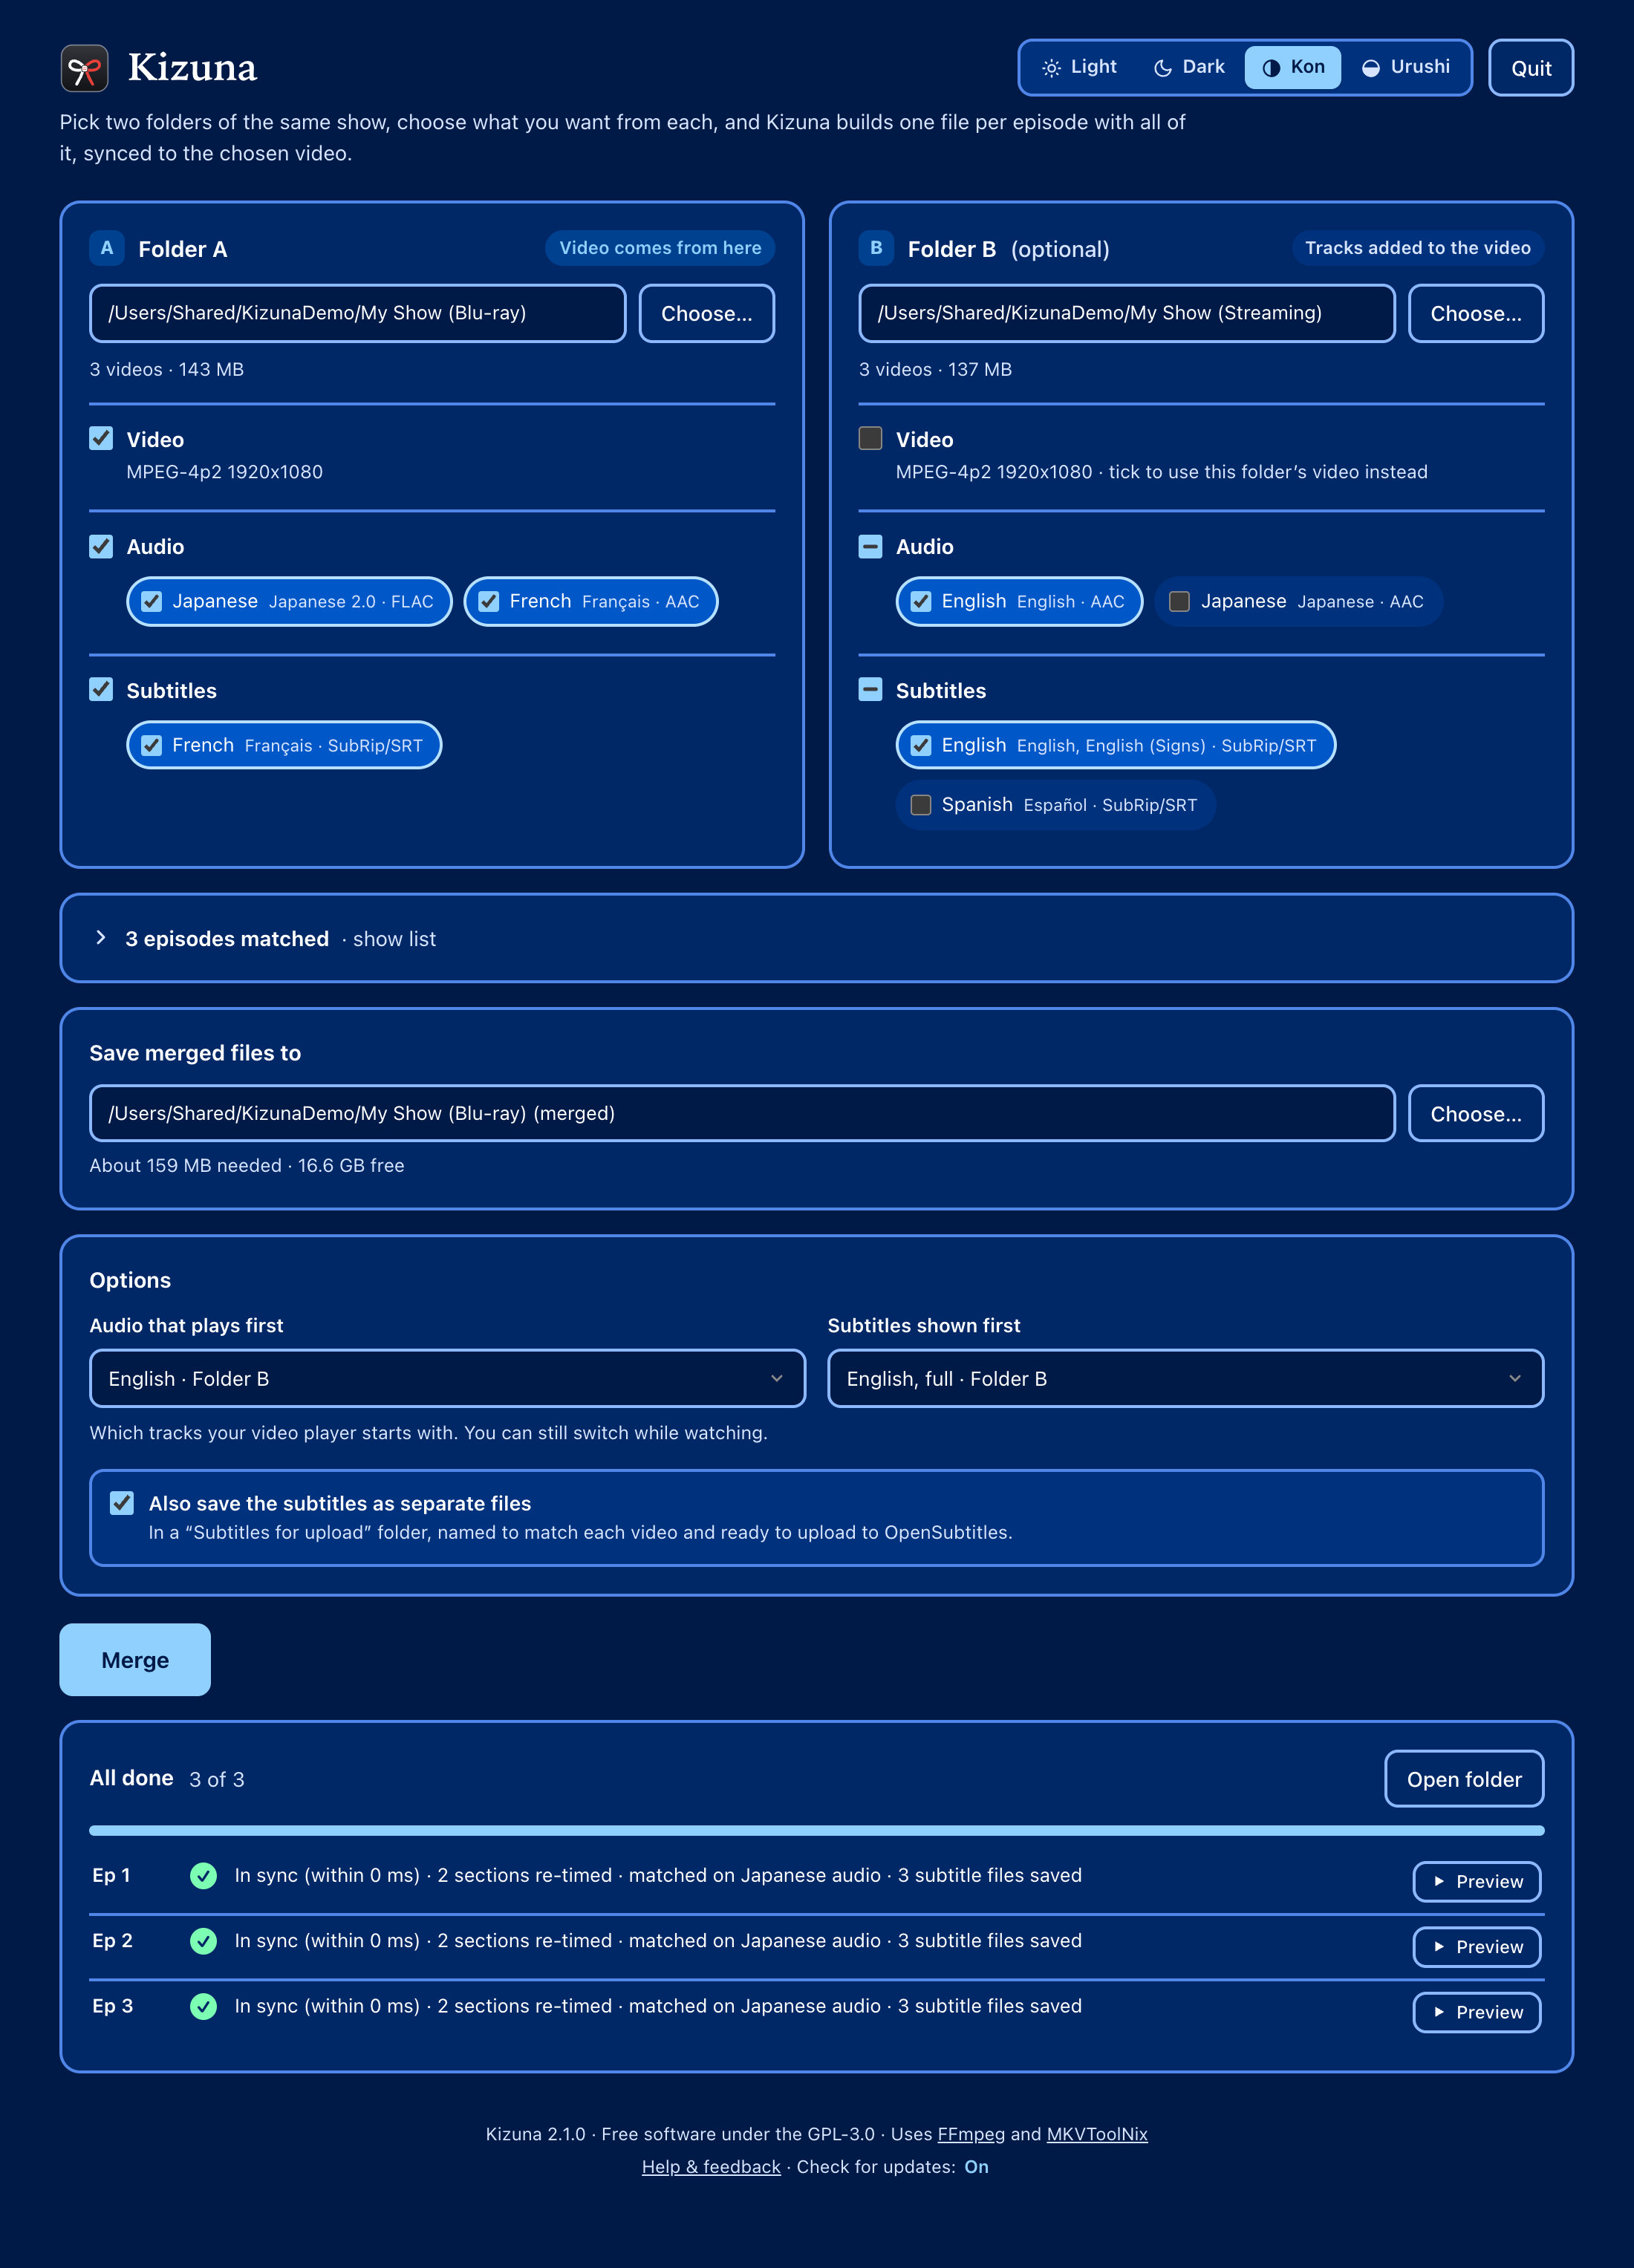 Kizuna
Light
Dark
Kon
Urushi
Quit
Pick two folders of the same show, choose what you want from each, and Kizuna builds one file per episode with all of
it, synced to the chosen video.
A
Folder A
Video comes from here
/Users/Shared/KizunaDemo/My Show (Blu-ray)
Choose...
3 videos · 143 MB
Video
MPEG-4p2 1920x1080
Audio
Japanese Japanese 2.0 · FLAC
French Français · AAC
Subtitles
French Français · SubRip/SRT
B
Folder B (optional)
Tracks added to the video
/Users/Shared/KizunaDemo/My Show (Streaming)
Choose...
3 videos · 137 MB
Video
MPEG-4p2 1920x1080 · tick to use this folder’s video instead
Audio
English English · AAC
Japanese Japanese · AAC
Subtitles
English English, English (Signs) · SubRip/SRT
Spanish Español · SubRip/SRT
3 episodes matched · show list
Save merged files to
/Users/Shared/KizunaDemo/My Show (Blu-ray) (merged)
Choose...
About 159 MB needed · 16.6 GB free
Options
Audio that plays first
English · Folder B
Subtitles shown first
English, full · Folder B
Which tracks your video player starts with. You can still switch while watching.
Also save the subtitles as separate files
In a “Subtitles for upload” folder, named to match each video and ready to upload to OpenSubtitles.
Merge
All done 3 of 3
Open folder
Ep 1 In sync (within 0 ms) · 2 sections re-timed · matched on Japanese audio · 3 subtitle files saved Preview
Ep 2 In sync (within 0 ms) · 2 sections re-timed · matched on Japanese audio · 3 subtitle files saved Preview
Ep 3 In sync (within 0 ms) · 2 sections re-timed · matched on Japanese audio · 3 subtitle files saved Preview
Kizuna 2.1.0 · Free software under the GPL-3.0 · Uses FFmpeg and MKVToolNix
Help & feedback · Check for updates: On